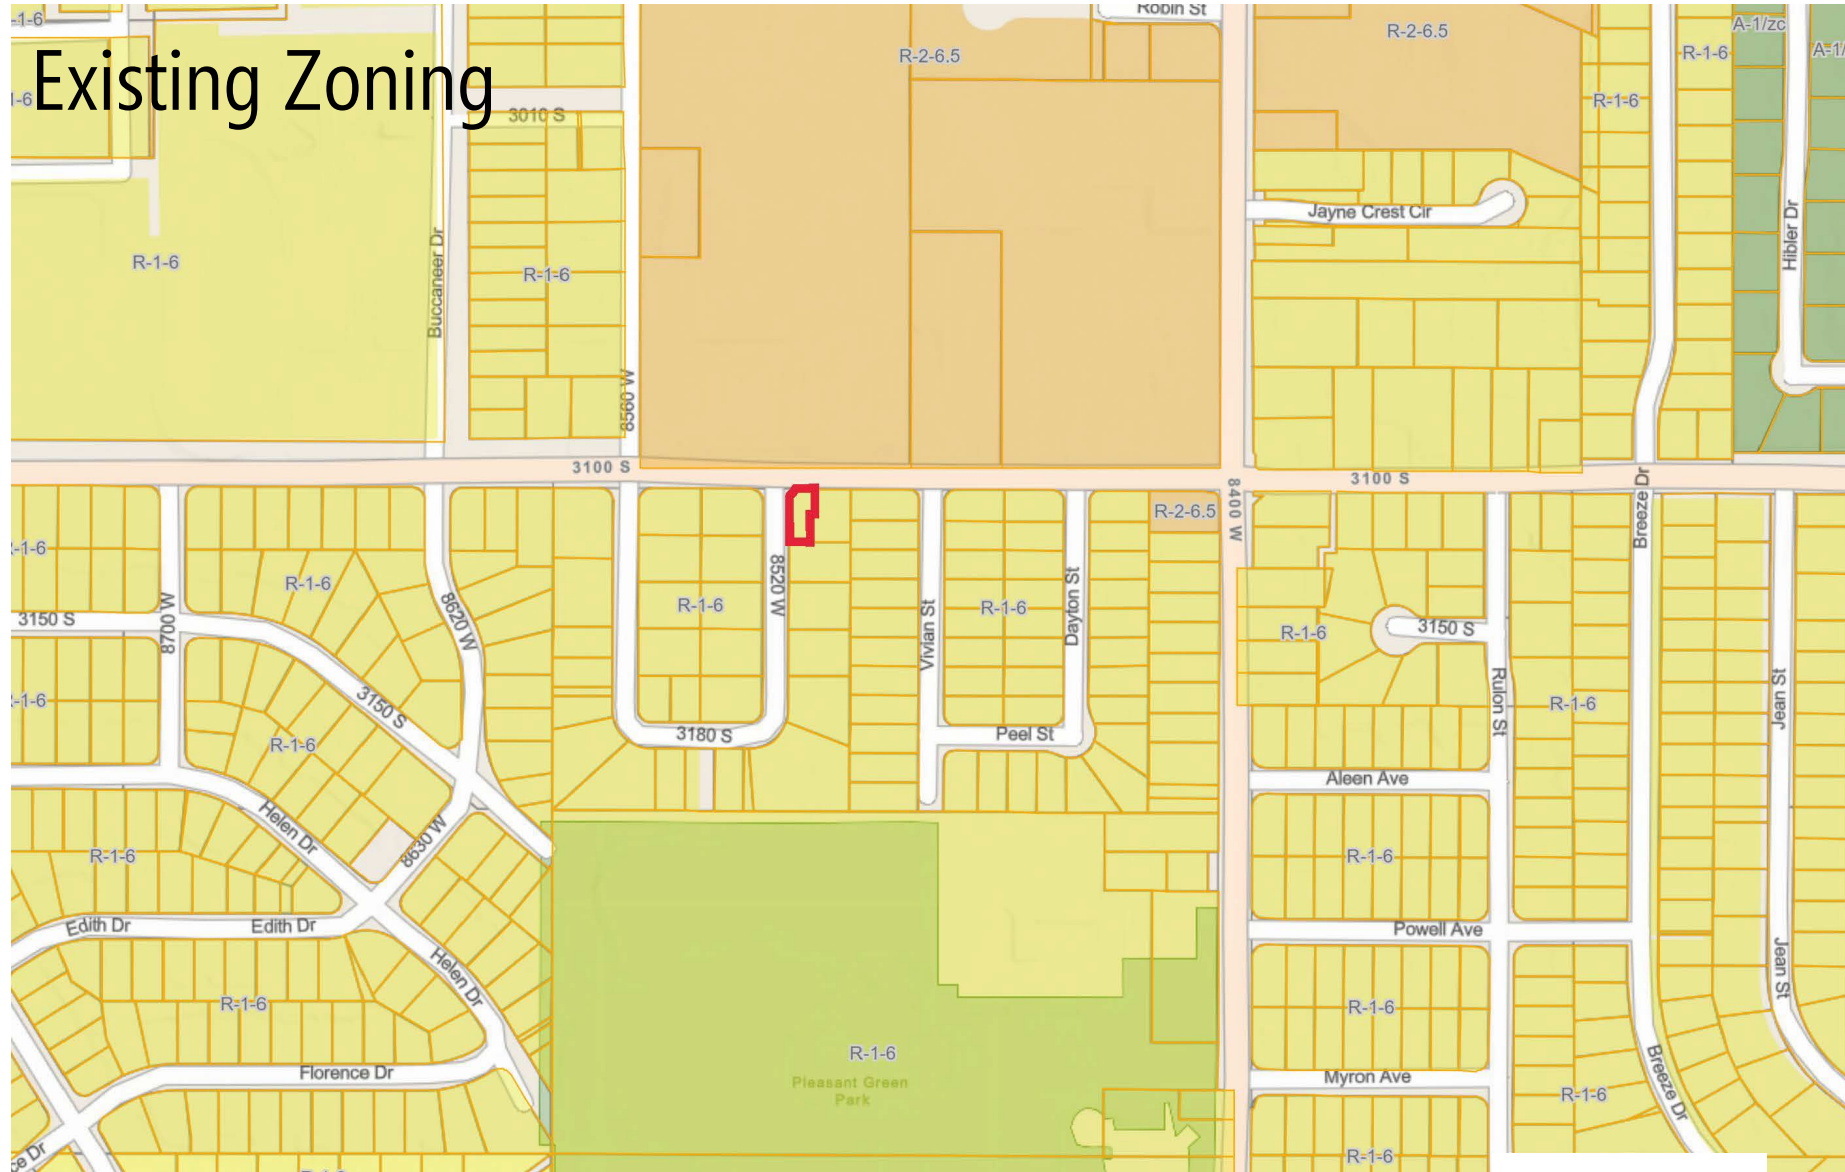 Existing Zoning
-1-6
1-6
3010 S
R-1-6
Buccaneer Dr
R-1-6
8560 W
R-2-6.5
Robin St
R-2-6.5
R-1-6
R-1-6
A-1/zc
A-1/
Jayne Crest Cir
Hibler Dr
3100 S
3100 S
8400 W
Breeze Dr
R-2-6.5
-1-6
R-1-6
8620 W
8520 W
R-1-6
Vivian St
R-1-6
Dayton St
R-1-6
3150 S
Rulon St
R-1-6
Jean St
3150 S
8700 W
-1-6
3150 S
R-1-6
3180 S
Peel St
Aleen Ave
Helen Dr
8630 W
R-1-6
R-1-6
Edith Dr
Edith Dr
Helen Dr
Powell Ave
Jean St
R-1-6
R-1-6
R-1-6
Pleasant Green
Park
Florence Dr
Myron Ave
Breeze Dr
R-1-6
ce Dr
R-1-6